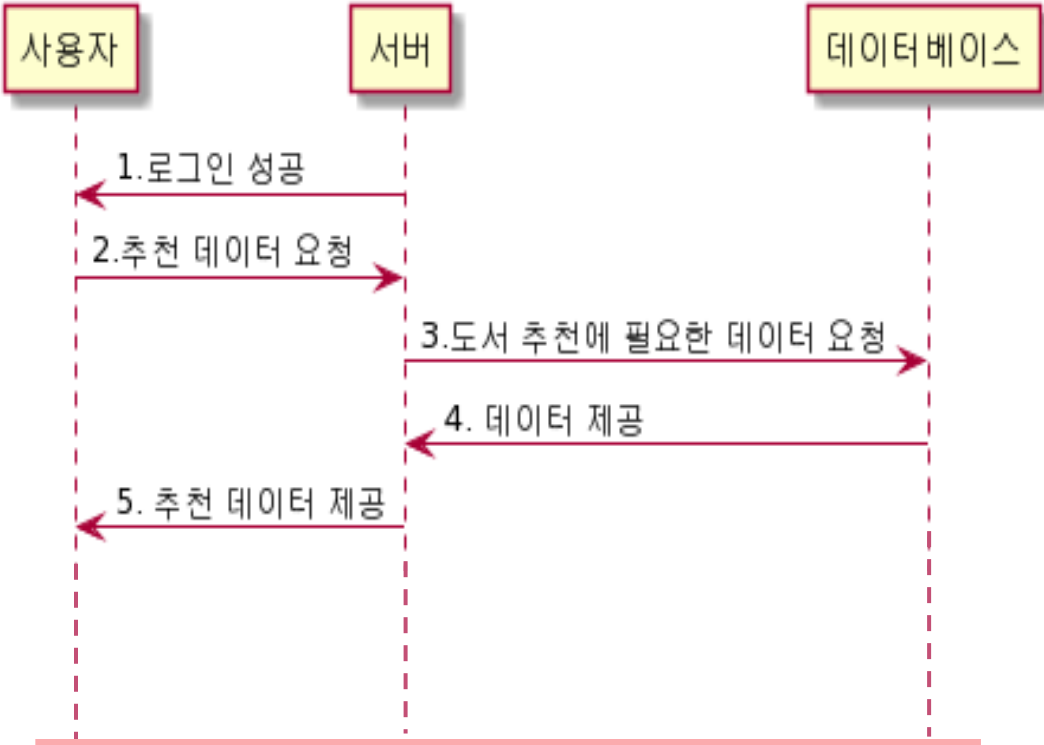 사용자
서버
데이터베이스
1.로그인 성공
2.추천 데이터 요청
3.도서 추천에 필요한 데이터 요청
4. 데이터 제공
5. 추천 데이터 제공